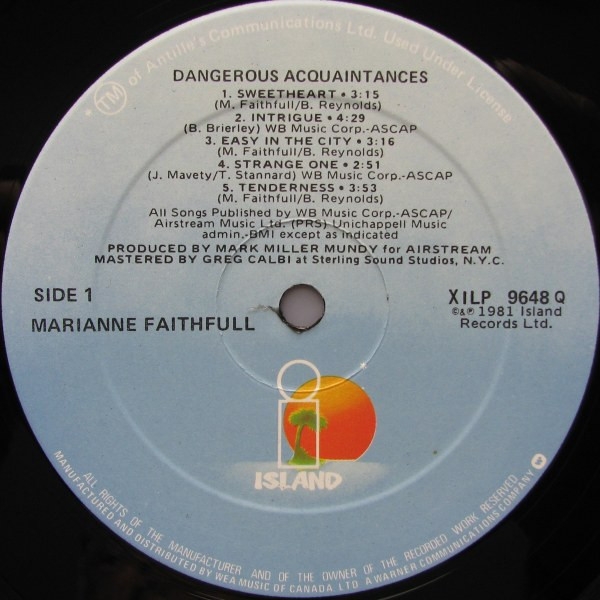 * TM of Antille's Communications Ltd. Used Under License
DANGEROUS ACQUAINTANCES
1. SWEETHEART • 3:15
(M. Faithfull/B. Reynolds)
2. INTRIGUE • 4:29
(B. Brierley) WB Music Corp.-ASCAP
3. EASY IN THE CITY • 3:16
(M. Faithfull/B. Reynolds)
4. STRANGE ONE • 2:51
(J. Mavety/T. Stannard) WB Music Corp.-ASCAP
5. TENDERNESS • 3:53
(M. Faithfull/B. Reynolds)
All Songs Published by WB Music Corp.-ASCAP/
Airstream Music Ltd. (PRS) Unichappell Music
admin.-BMI except as indicated
PRODUCED BY MARK MILLER MUNDY for AIRSTREAM
MASTERED BY GREG CALBI at Sterling Sound Studios, N.Y.C.
SIDE 1
XILP 9648 Q
©&℗ 1981 Island
Records Ltd.
MARIANNE FAITHFULL
ISLAND
ALL RIGHTS OF THE MANUFACTURER AND OF THE OWNER OF THE RECORDED WORK RESERVED
MANUFACTURED AND DISTRIBUTED BY WEA MUSIC OF CANADA, LTD. A WARNER COMMUNICATIONS COMPANY